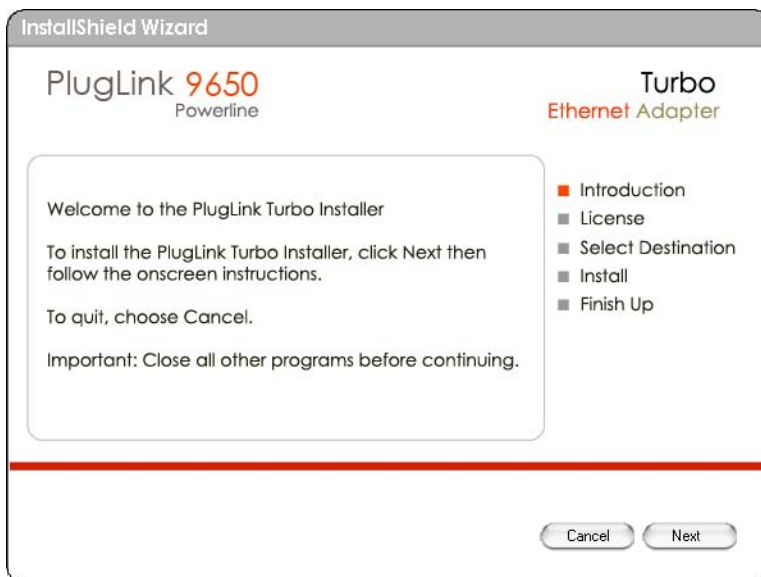 InstallShield Wizard
PlugLink 9650
Powerline
Turbo
Ethernet Adapter
Welcome to the PlugLink Turbo Installer
To install the PlugLink Turbo Installer, click Next then
follow the onscreen instructions.
To quit, choose Cancel.
Important: Close all other programs before continuing.
Introduction
License
Select Destination
Install
Finish Up
Cancel
Next